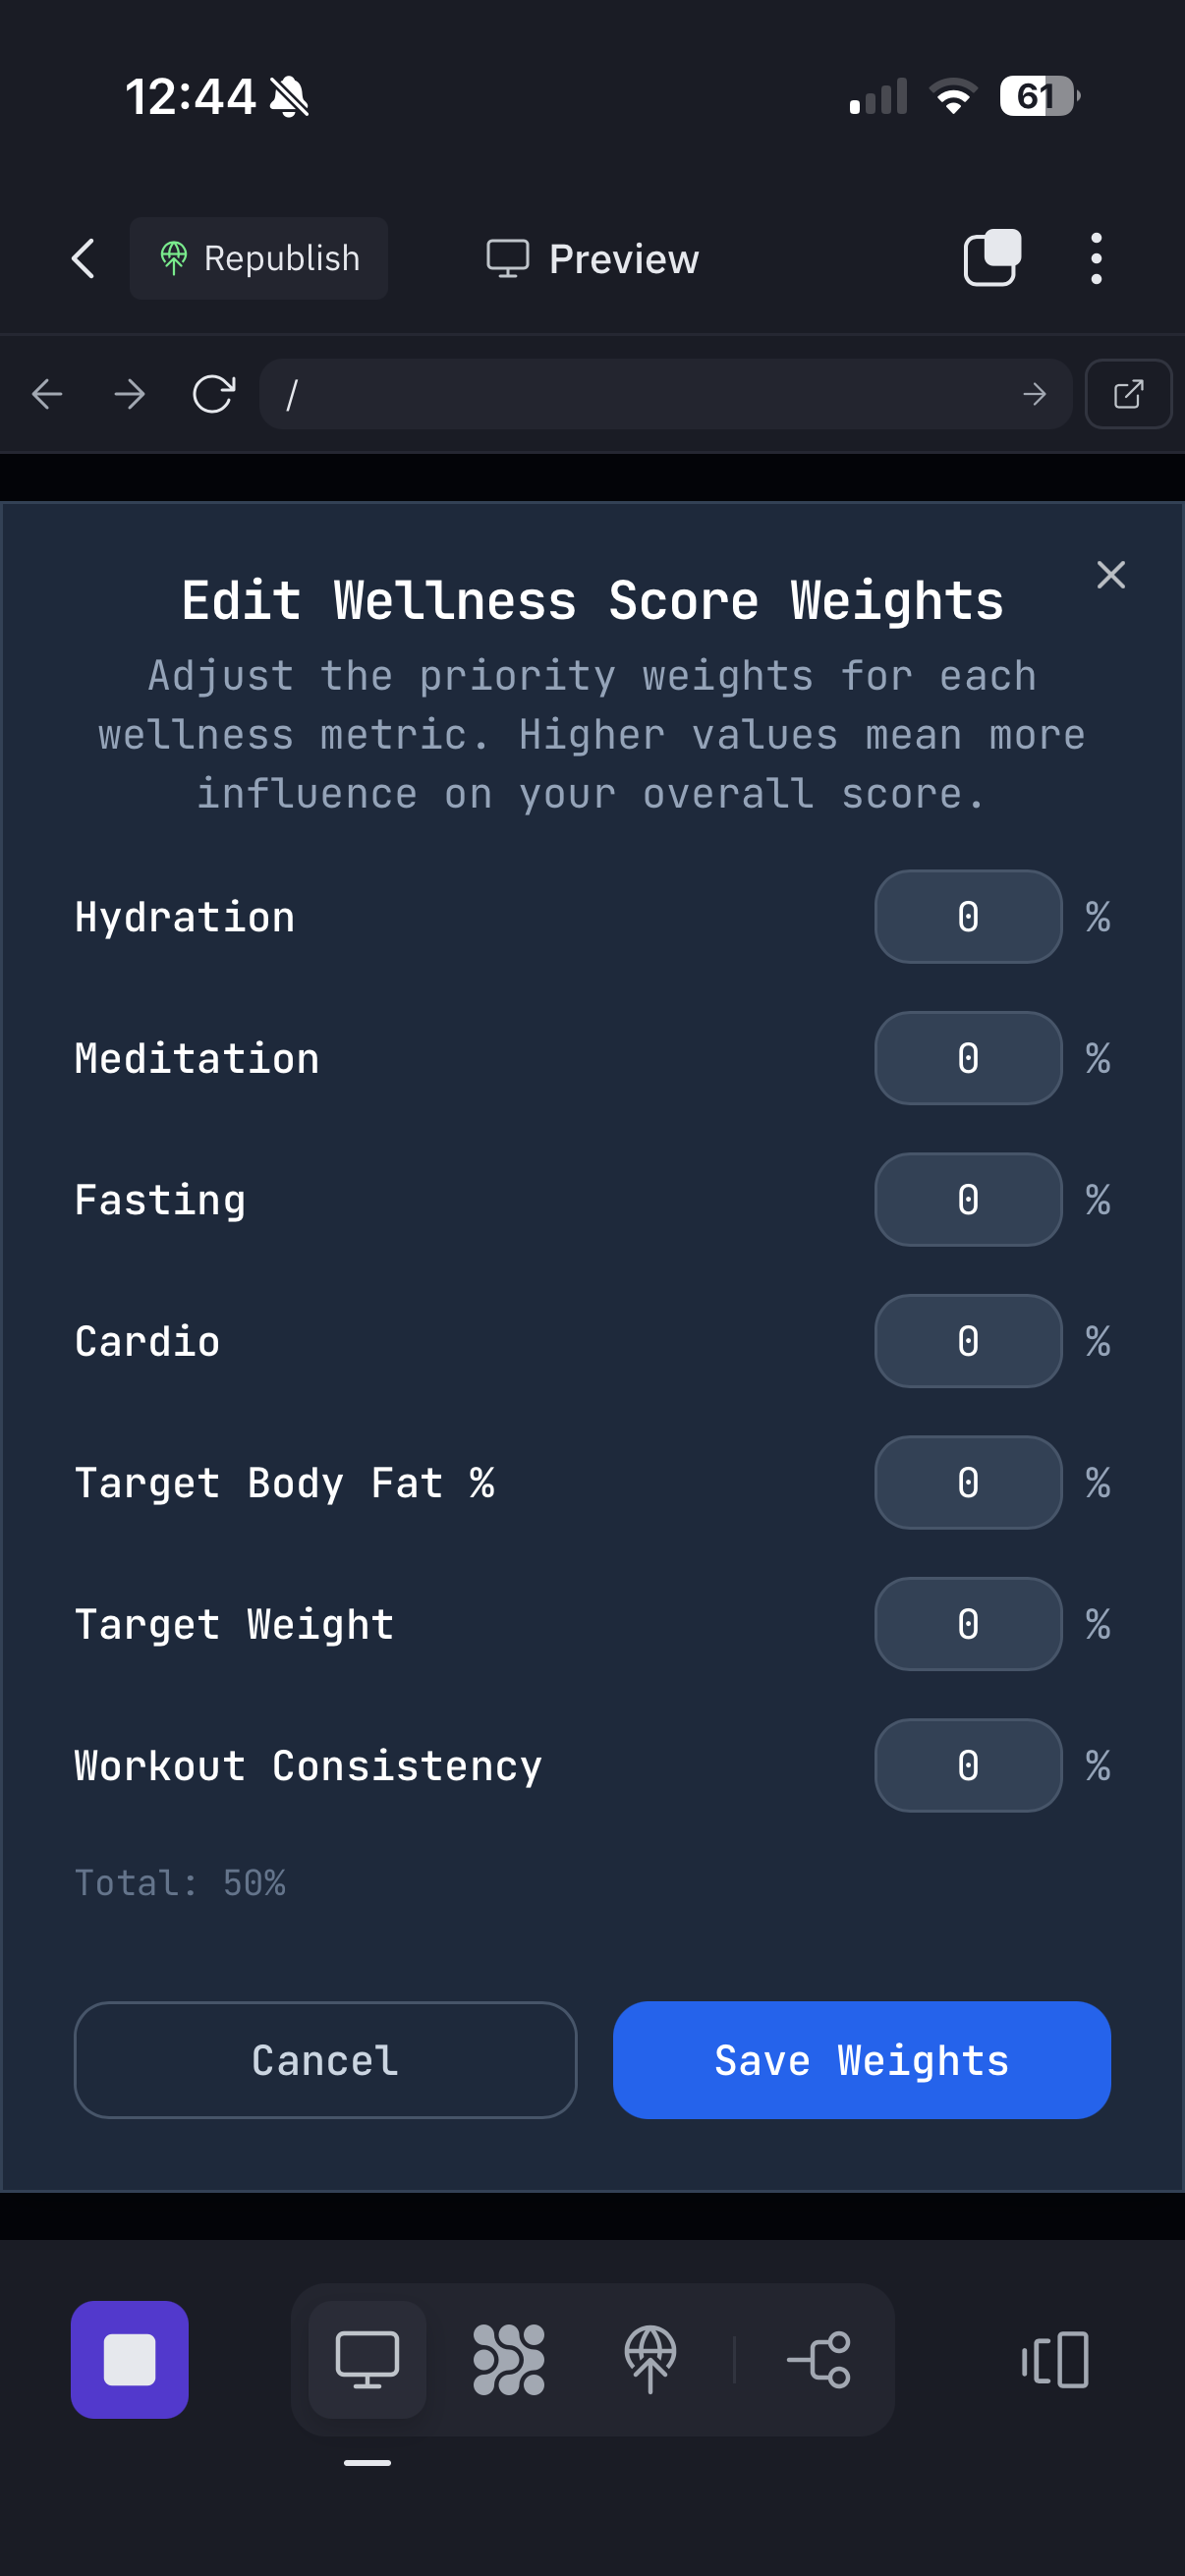 12:44
61
Republish
Preview
/
Edit Wellness Score Weights
Adjust the priority weights for each
wellness metric. Higher values mean more
influence on your overall score.
Hydration 0 %
Meditation 0 %
Fasting 0 %
Cardio 0 %
Target Body Fat % 0 %
Target Weight 0 %
Workout Consistency 0 %
Total: 50%
Cancel
Save Weights